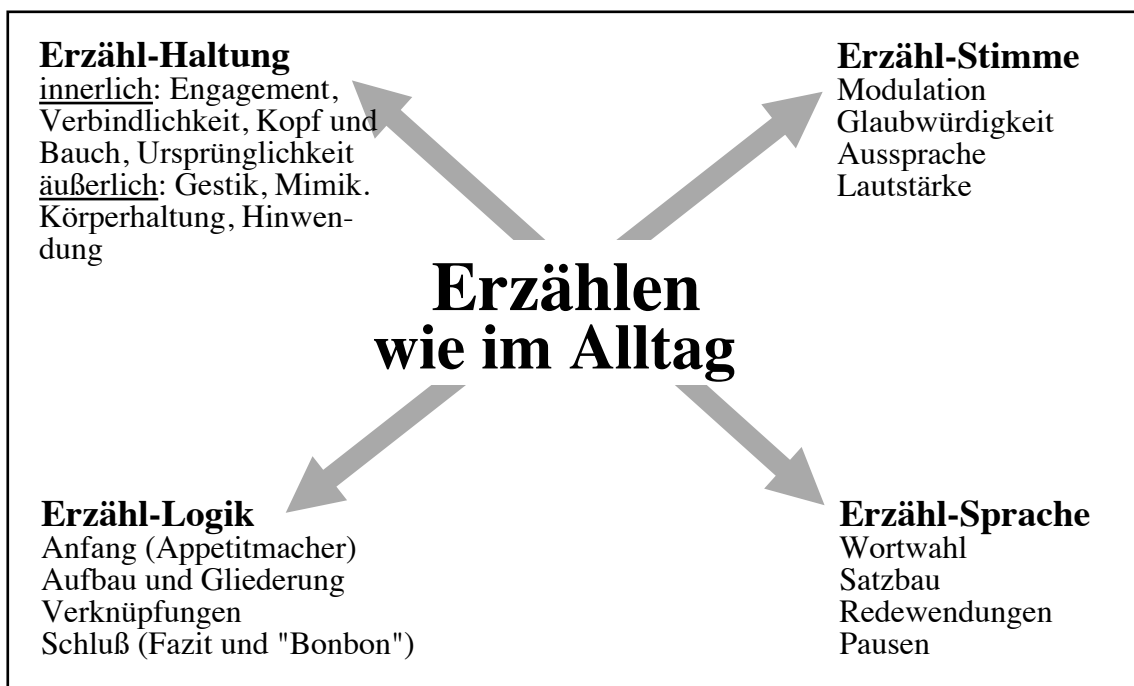 Erzähl-Haltung
innerlich: Engagement,
Verbindlichkeit, Kopf und
Bauch, Ursprünglichkeit
äußerlich: Gestik, Mimik.
Körperhaltung, Hinwen-
dung
Erzähl-Stimme
Modulation
Glaubwürdigkeit
Aussprache
Lautstärke
Erzählen
wie im Alltag
Erzähl-Logik
Anfang (Appetitmacher)
Aufbau und Gliederung
Verknüpfungen
Schluß (Fazit und "Bonbon")
Erzähl-Sprache
Wortwahl
Satzbau
Redewendungen
Pausen